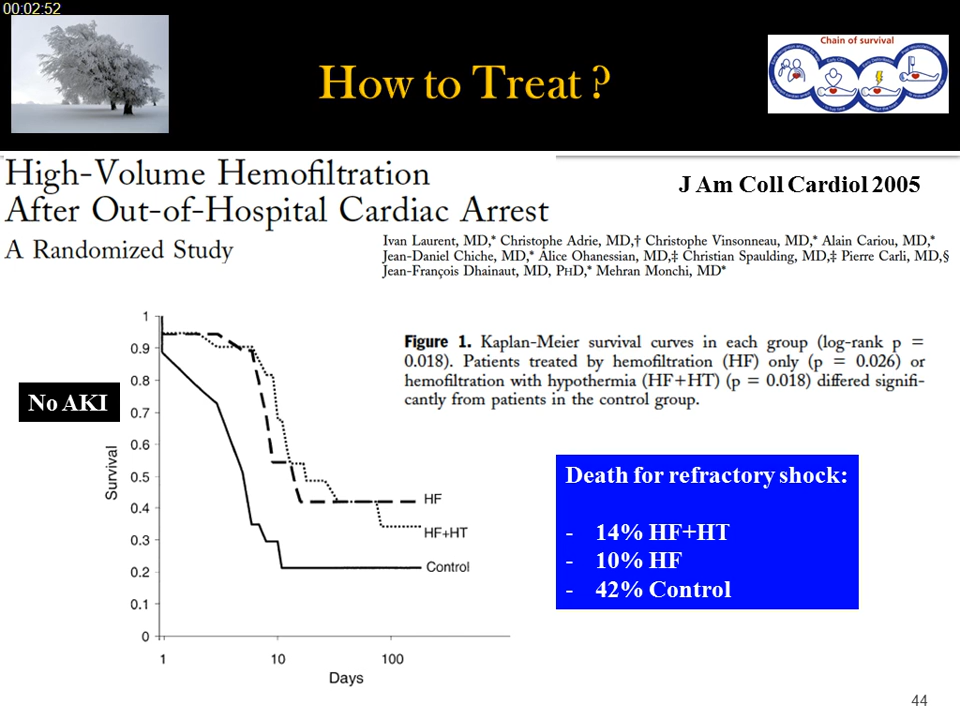 00:02:52
How to Treat ?
Chain of survival
High-Volume Hemofiltration
After Out-of-Hospital Cardiac Arrest
A Randomized Study
J Am Coll Cardiol 2005
Ivan Laurent, MD,* Christophe Adrie, MD,† Christophe Vinsonneau, MD,* Alain Cariou, MD,*
Jean-Daniel Chiche, MD,* Alice Ohanessian, MD,‡ Christian Spaulding, MD,‡ Pierre Carli, MD,§
Jean-François Dhainaut, MD, PHD,* Mehran Monchi, MD*
No AKI
Survival
1
0.9
0.8
0.7
0.6
0.5
0.4
0.3
0.2
0.1
0
HF
HF+HT
Control
1 10 100
Days
Figure 1. Kaplan-Meier survival curves in each group (log-rank p =
0.018). Patients treated by hemofiltration (HF) only (p = 0.026) or
hemofiltration with hypothermia (HF+HT) (p = 0.018) differed signifi-
cantly from patients in the control group.
Death for refractory shock:
- 14% HF+HT
- 10% HF
- 42% Control
44